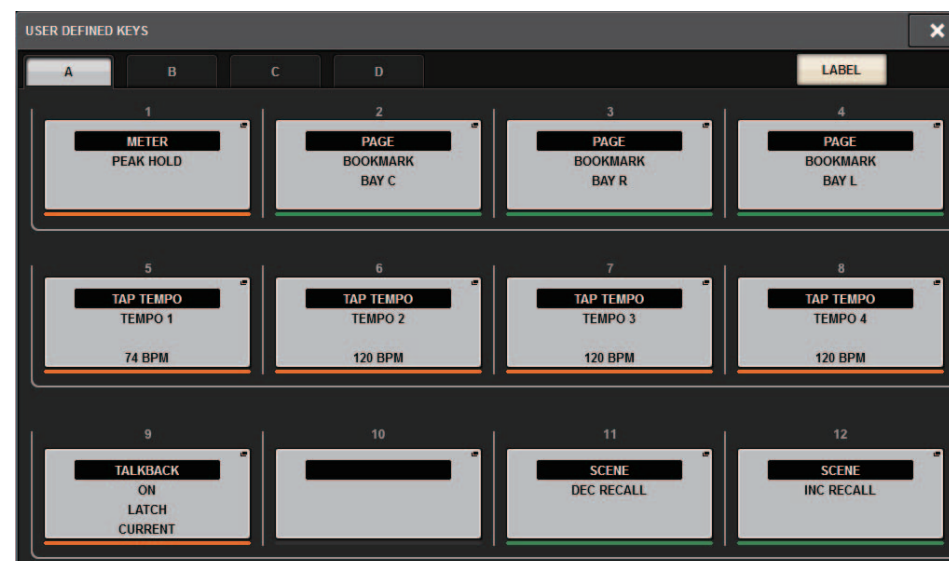 USER DEFINED KEYS
A B C D LABEL
1 2 3 4
METER PAGE PAGE PAGE
PEAK HOLD BOOKMARK BOOKMARK BOOKMARK
BAY C BAY R BAY L
5 6 7 8
TAP TEMPO TAP TEMPO TAP TEMPO TAP TEMPO
TEMPO 1 TEMPO 2 TEMPO 3 TEMPO 4
74 BPM 120 BPM 120 BPM 120 BPM
9 10 11 12
TALKBACK SCENE SCENE
ON DEC RECALL INC RECALL
LATCH
CURRENT